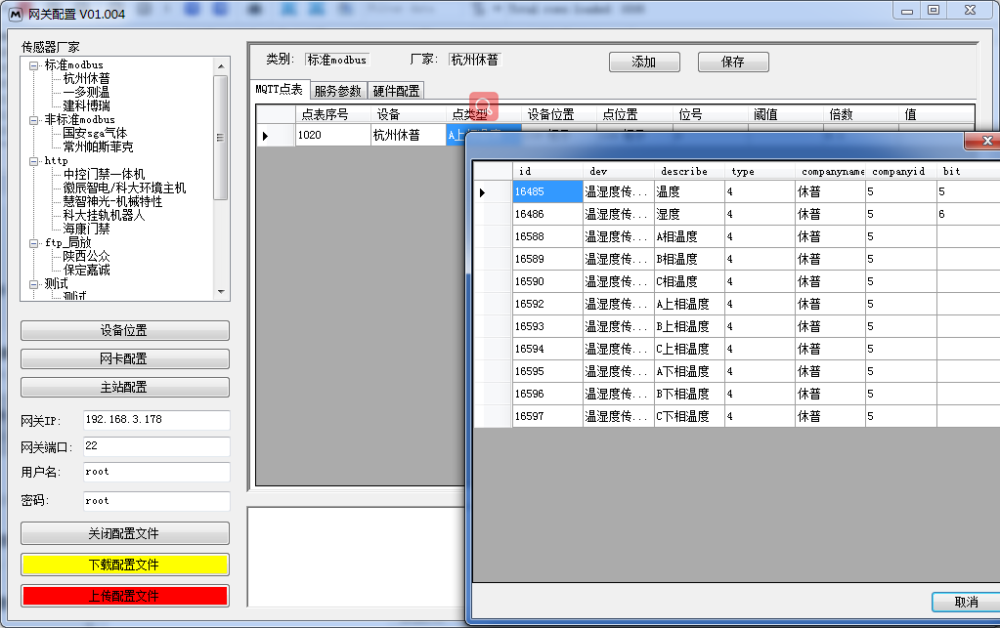 网关配置 V01.004
传感器厂家
标准modbus
杭州休普
一多测温
建科博瑞
非标准modbus
国安sga气体
常州帕斯菲克
http
中控门禁一体机
徽辰智电/科大环境主机
慧智神光-机械特性
科大挂轨机器人
海康门禁
ftp_局放
陕西公众
保定嘉诚
测试
测试
设备位置
网卡配置
主站配置
网关IP: 192.168.3.178
网关端口: 22
用户名: root
密码: root
关闭配置文件
下载配置文件
上传配置文件
类别: 标准modbus 厂家: 杭州休普 添加 保存
MQTT点表 服务参数 硬件配置
点表序号 设备 点类型 设备位置 点位置 位号 阈值 倍数 值
1020 杭州休普 A上相温度
id dev describe type companyname companyid bit
16485 温湿度传... 温度 4 休普 5 5
16486 温湿度传... 湿度 4 休普 5 6
16588 温湿度传... A相温度 4 休普 5
16589 温湿度传... B相温度 4 休普 5
16590 温湿度传... C相温度 4 休普 5
16592 温湿度传... A上相温度 4 休普 5
16593 温湿度传... B上相温度 4 休普 5
16594 温湿度传... C上相温度 4 休普 5
16595 温湿度传... A下相温度 4 休普 5
16596 温湿度传... B下相温度 4 休普 5
16597 温湿度传... C下相温度 4 休普 5
取消